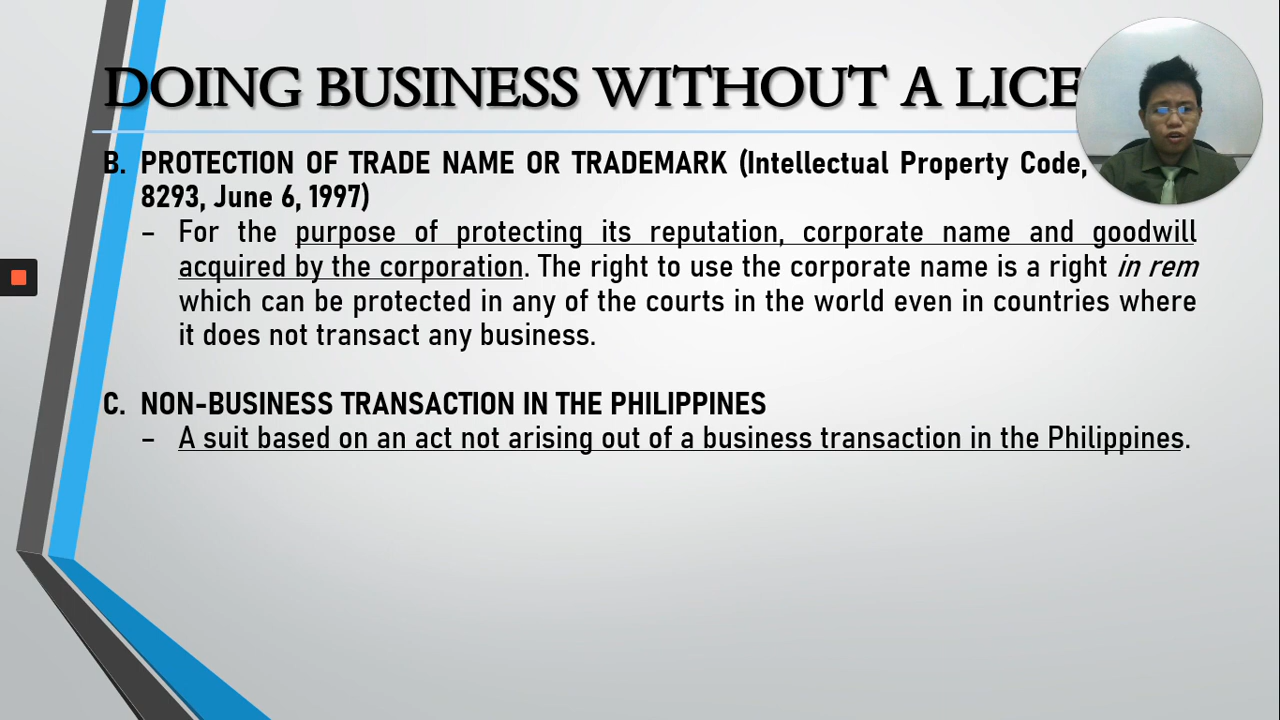 DOING BUSINESS WITHOUT A LICE
B. PROTECTION OF TRADE NAME OR TRADEMARK (Intellectual Property Code,
8293, June 6, 1997)
– For the purpose of protecting its reputation, corporate name and goodwill
acquired by the corporation. The right to use the corporate name is a right in rem
which can be protected in any of the courts in the world even in countries where
it does not transact any business.
C. NON-BUSINESS TRANSACTION IN THE PHILIPPINES
– A suit based on an act not arising out of a business transaction in the Philippines.